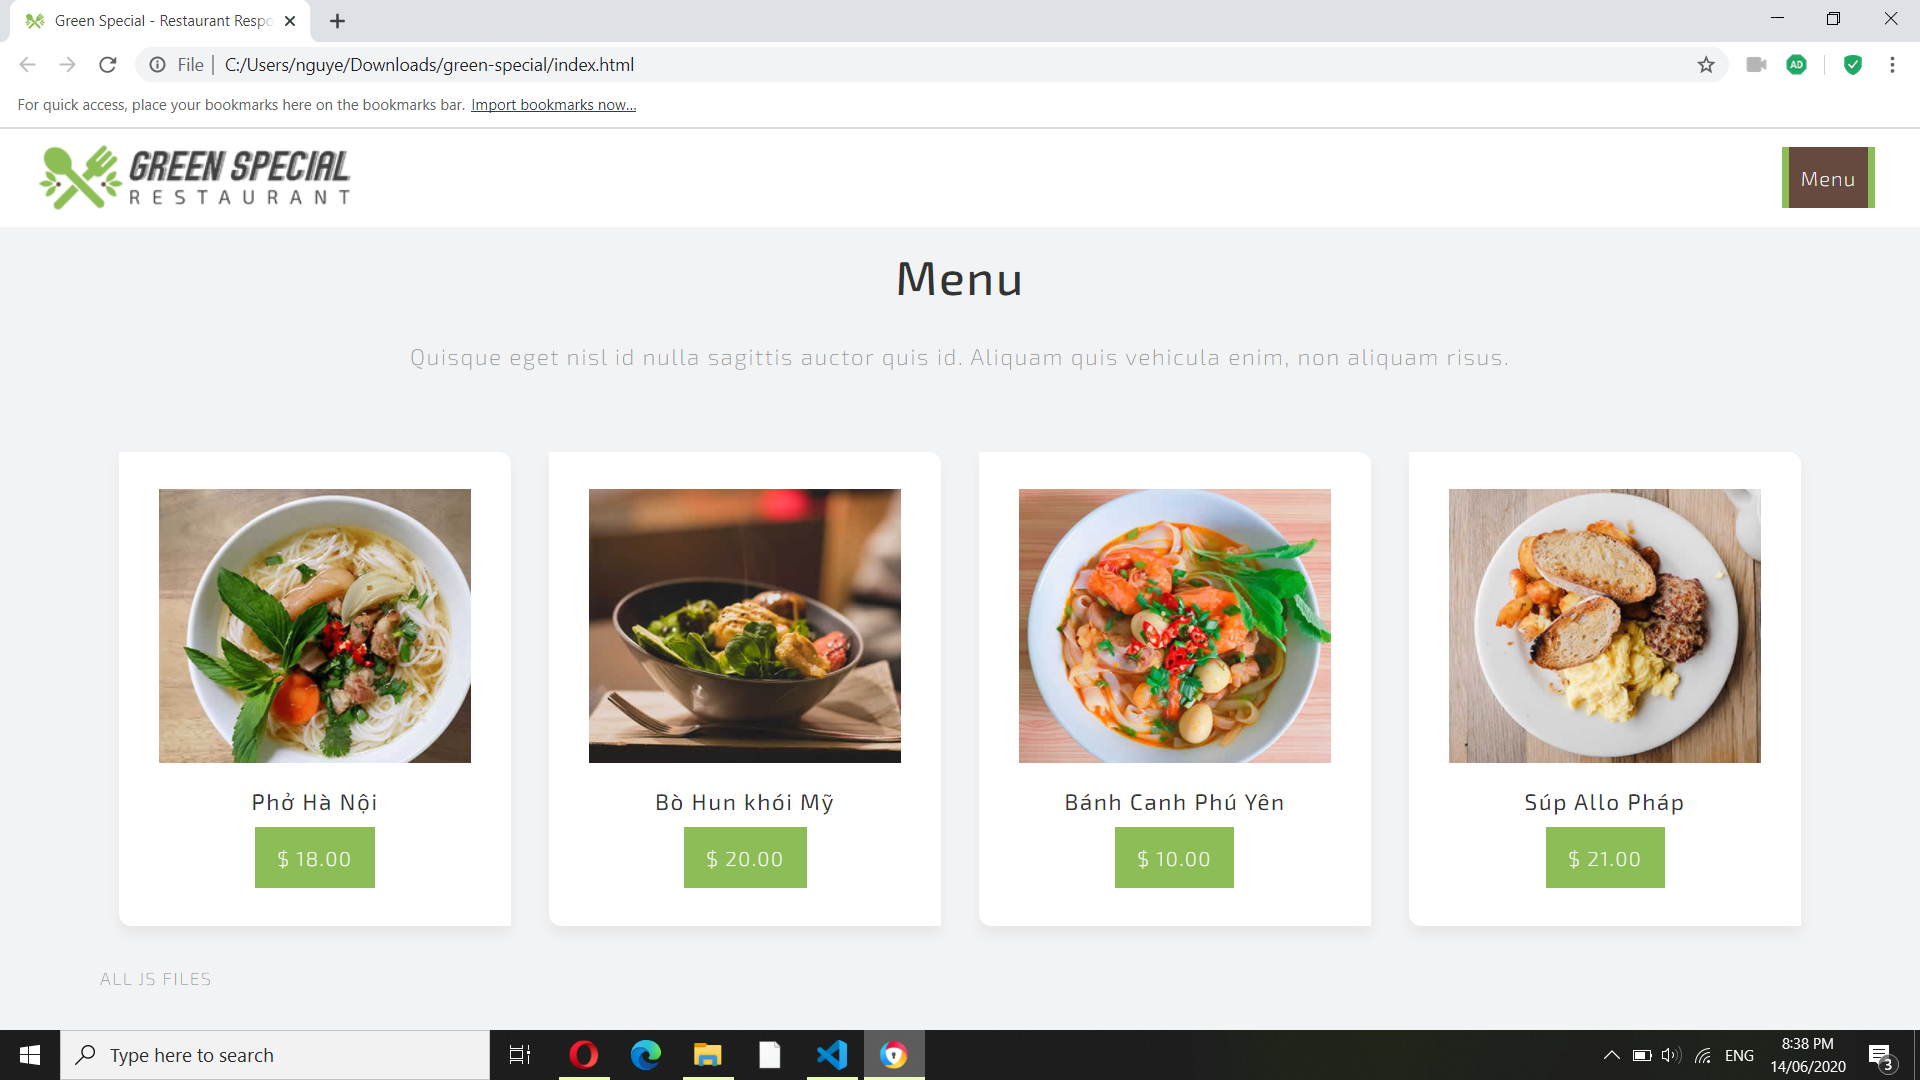 Green Special - Restaurant Respo
File | C:/Users/nguye/Downloads/green-special/index.html
AD
For quick access, place your bookmarks here on the bookmarks bar. Import bookmarks now...
GREEN SPECIAL
RESTAURANT
Menu
Menu
Quisque eget nisl id nulla sagittis auctor quis id. Aliquam quis vehicula enim, non aliquam risus.
Phở Hà Nội
$ 18.00
Bò Hun khói Mỹ
$ 20.00
Bánh Canh Phú Yên
$ 10.00
Súp Allo Pháp
$ 21.00
ALL JS FILES
Type here to search
ENG
8:38 PM
14/06/2020
3